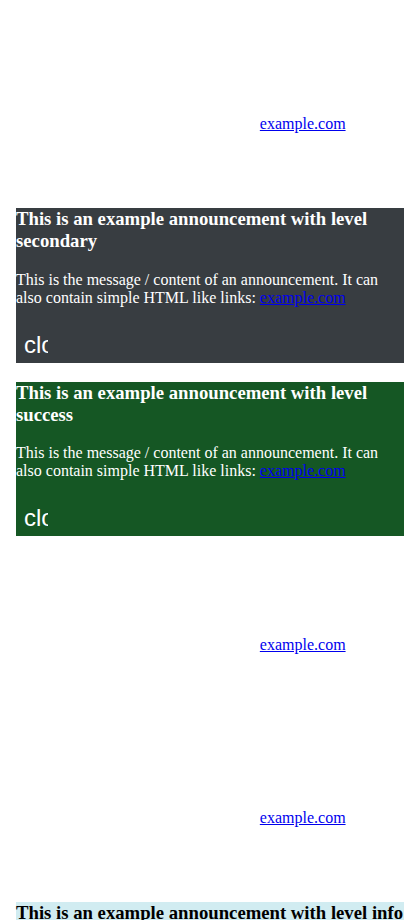 example.com
This is an example announcement with level
secondary
This is the message / content of an announcement. It can
also contain simple HTML like links: example.com
clo
This is an example announcement with level
success
This is the message / content of an announcement. It can
also contain simple HTML like links: example.com
clo
example.com
example.com
This is an example announcement with level info